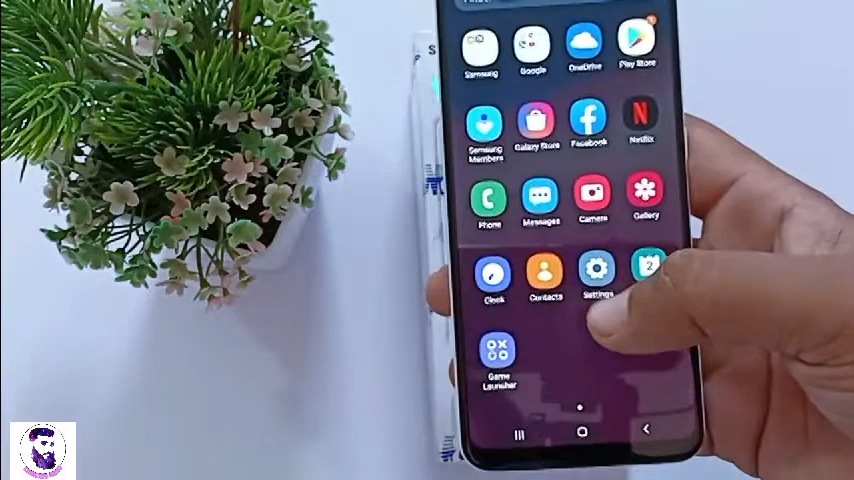 Samsung Google OneDrive Play Store
Samsung Members Galaxy Store Facebook Netflix
Phone Messages Camera Gallery
Clock Contacts Settings
Game Launcher